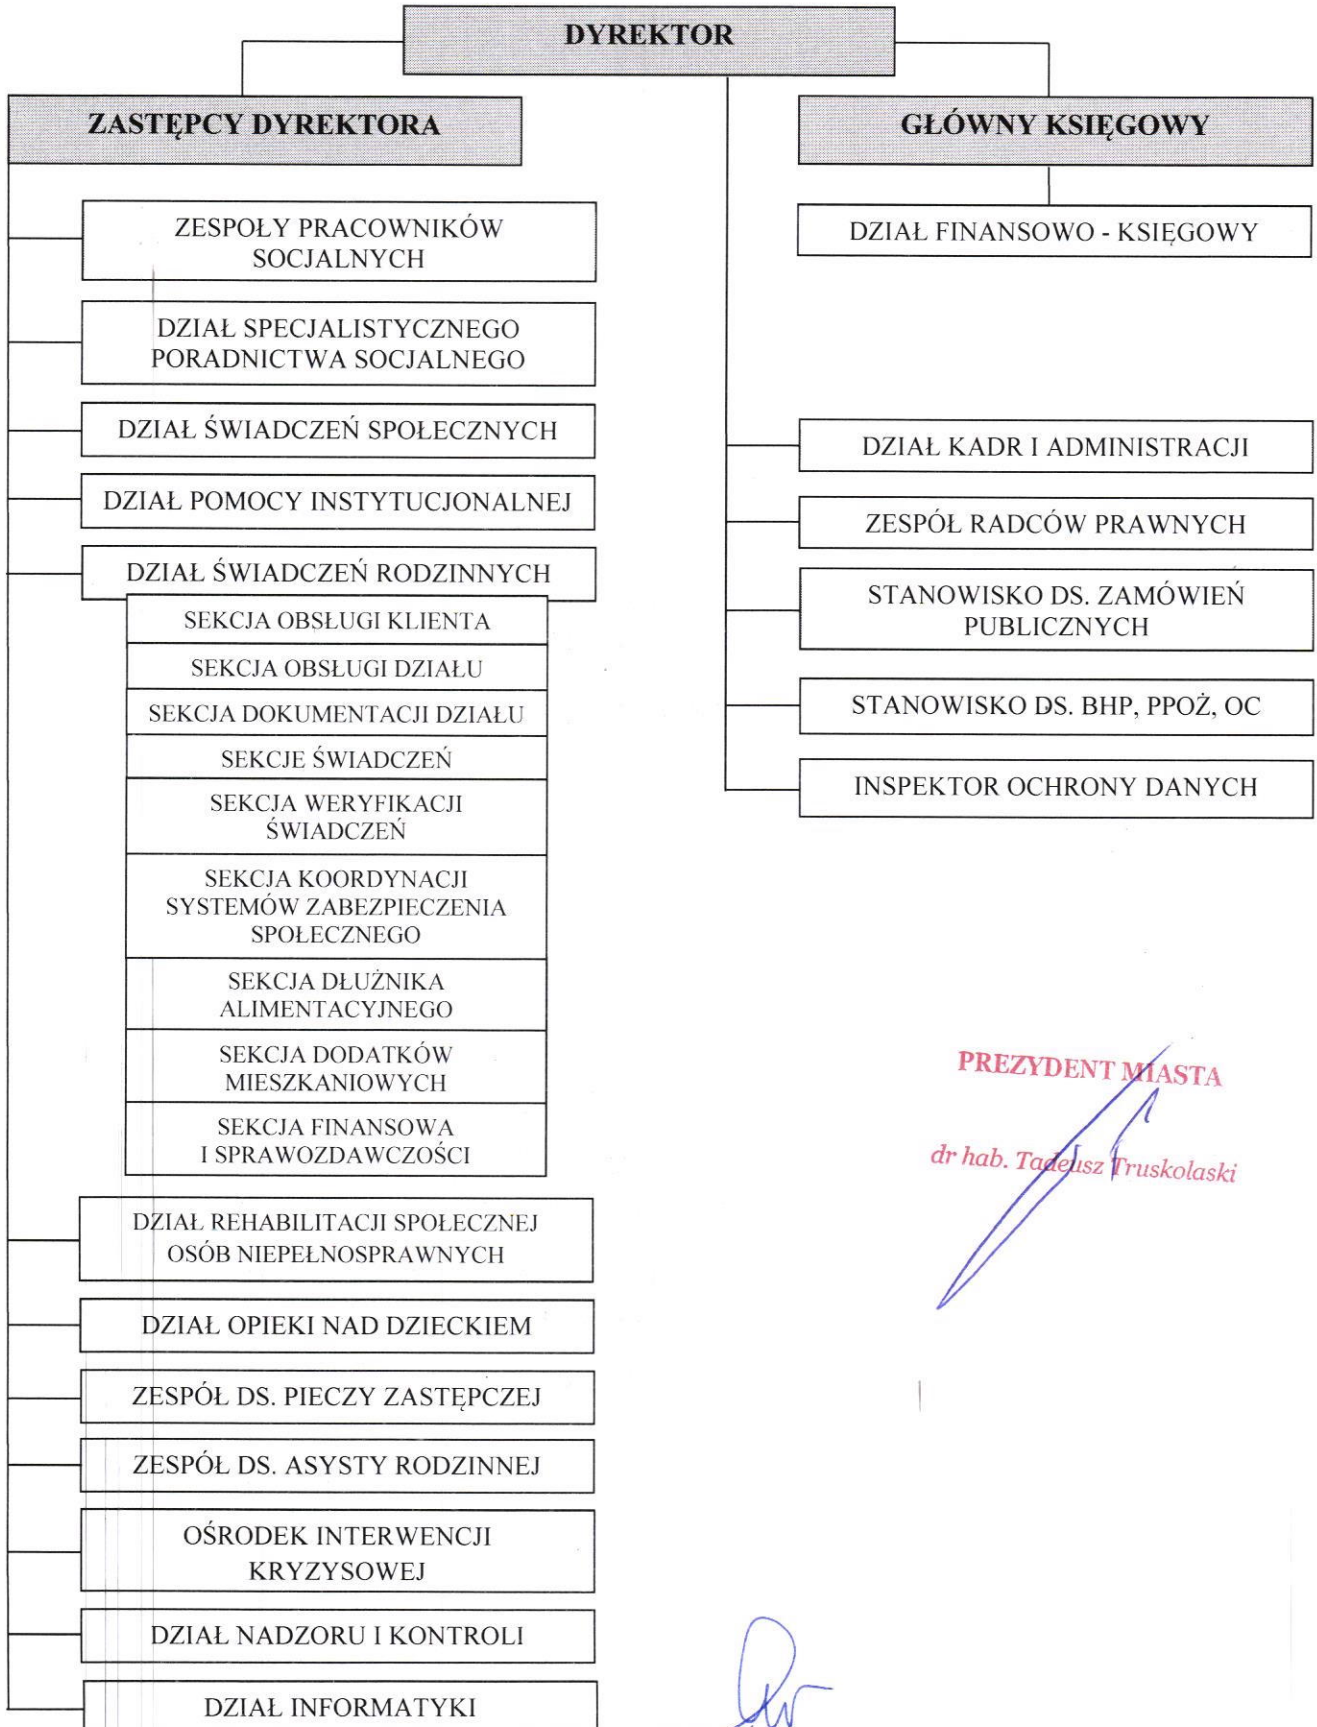 DYREKTOR
ZASTĘPCY DYREKTORA
GŁÓWNY KSIĘGOWY
ZESPOŁY PRACOWNIKÓW
SOCJALNYCH
DZIAŁ SPECJALISTYCZNEGO
PORADNICTWA SOCJALNEGO
DZIAŁ ŚWIADCZEŃ SPOŁECZNYCH
DZIAŁ POMOCY INSTYTUCJONALNEJ
DZIAŁ ŚWIADCZEŃ RODZINNYCH
SEKCJA OBSŁUGI KLIENTA
SEKCJA OBSŁUGI DZIAŁU
SEKCJA DOKUMENTACJI DZIAŁU
SEKCJE ŚWIADCZEŃ
SEKCJA WERYFIKACJI
ŚWIADCZEŃ
SEKCJA KOORDYNACJI
SYSTEMÓW ZABEZPIECZENIA
SPOŁECZNEGO
SEKCJA DŁUŻNIKA
ALIMENTACYJNEGO
SEKCJA DODATKÓW
MIESZKANIOWYCH
SEKCJA FINANSOWA
I SPRAWOZDAWCZOŚCI
DZIAŁ REHABILITACJI SPOŁECZNEJ
OSÓB NIEPEŁNOSPRAWNYCH
DZIAŁ OPIEKI NAD DZIECKIEM
ZESPÓŁ DS. PIECZY ZASTĘPCZEJ
ZESPÓŁ DS. ASYSTY RODZINNEJ
OŚRODEK INTERWENCJI
KRYZYSOWEJ
DZIAŁ NADZORU I KONTROLI
DZIAŁ INFORMATYKI
DZIAŁ FINANSOWO - KSIĘGOWY
DZIAŁ KADR I ADMINISTRACJI
ZESPÓŁ RADCÓW PRAWNYCH
STANOWISKO DS. ZAMÓWIEŃ
PUBLICZNYCH
STANOWISKO DS. BHP, PPOŻ, OC
INSPEKTOR OCHRONY DANYCH
PREZYDENT MIASTA
dr hab. Tadeusz Truskolaski